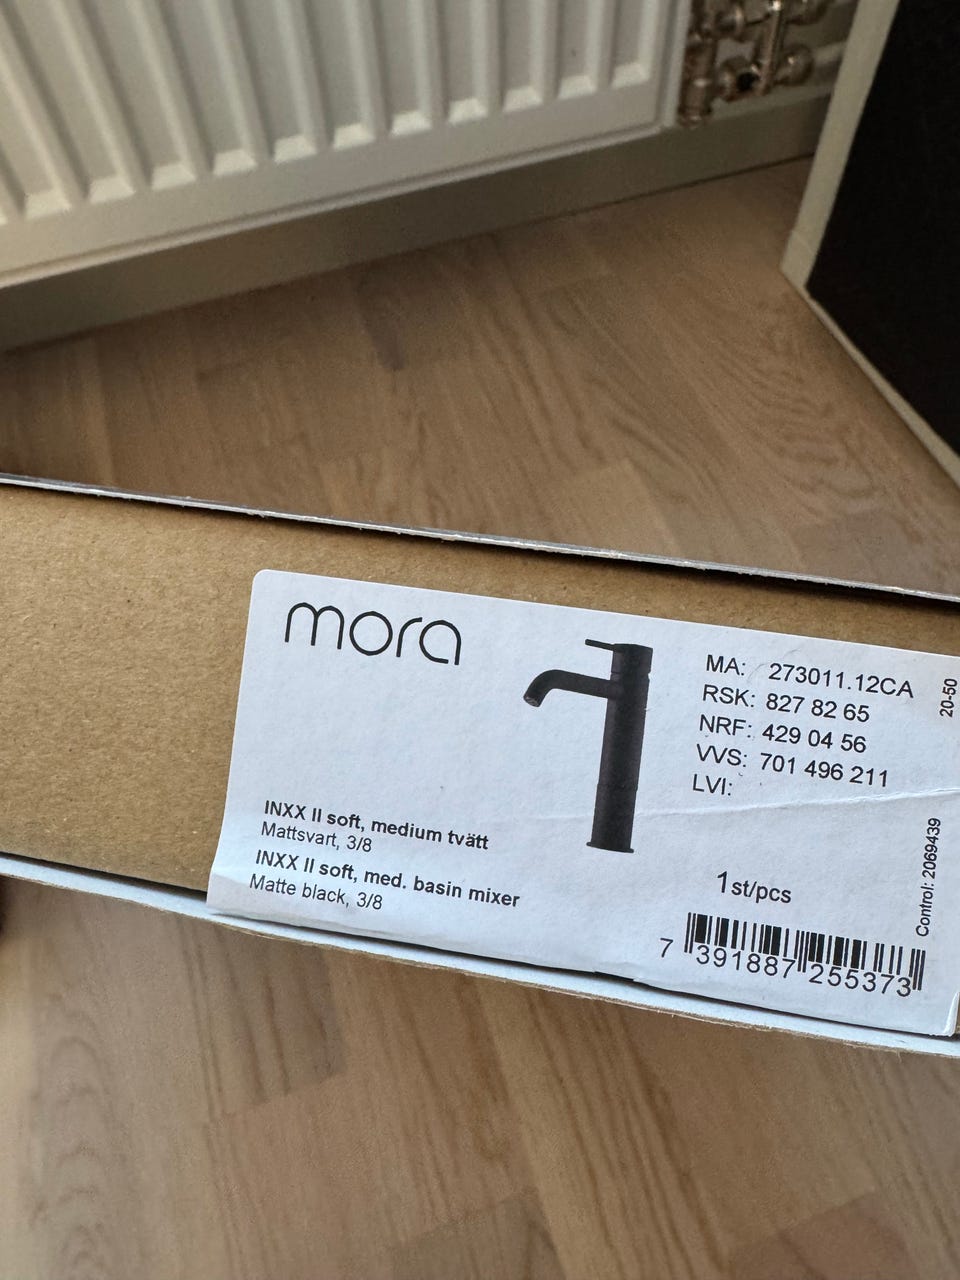 mora
MA: 273011.12CA
RSK: 827 82 65
NRF: 429 04 56
VVS: 701 496 211
LVI:
20-50
INXX II soft, medium tvätt
Mattsvart, 3/8
INXX II soft, med. basin mixer
Matte black, 3/8
1 st/pcs
Control: 2069439
7 391887 255373